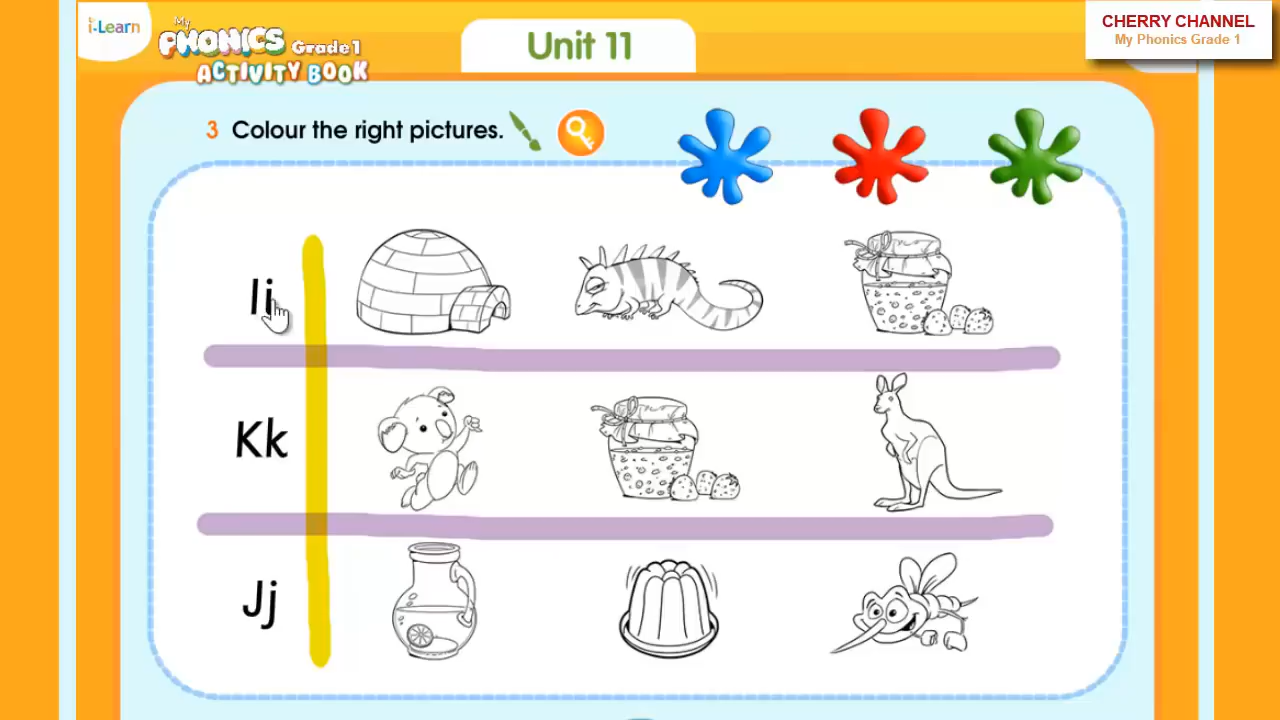 i-Learn
My
PHONICS Grade 1
ACTIVITY BOOK
Unit 11
CHERRY CHANNEL
My Phonics Grade 1
3 Colour the right pictures.
Ii
Kk
Jj